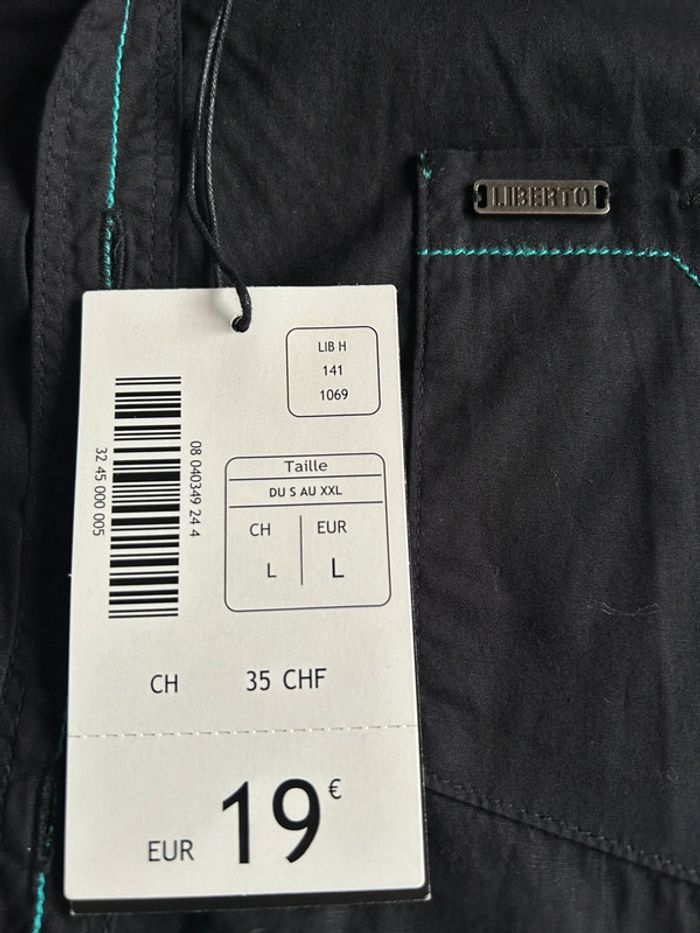 LIBERTO
LIB H
141
1069
08 040349 24 4
32 45 000 005
Taille
DU S AU XXL
CH EUR
L L
CH 35 CHF
EUR 19 €